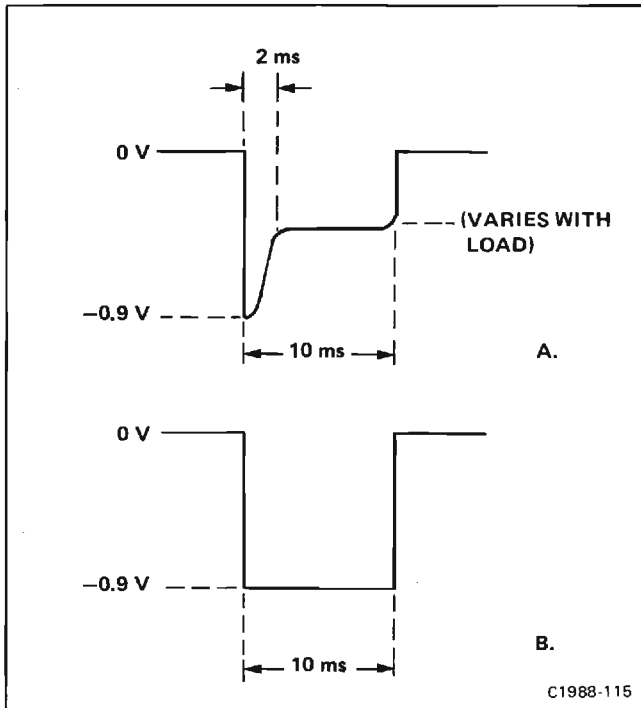 2 ms
0 V
(VARIES WITH
LOAD)
−0.9 V
10 ms
A.
0 V
−0.9 V
10 ms
B.
C1988-115